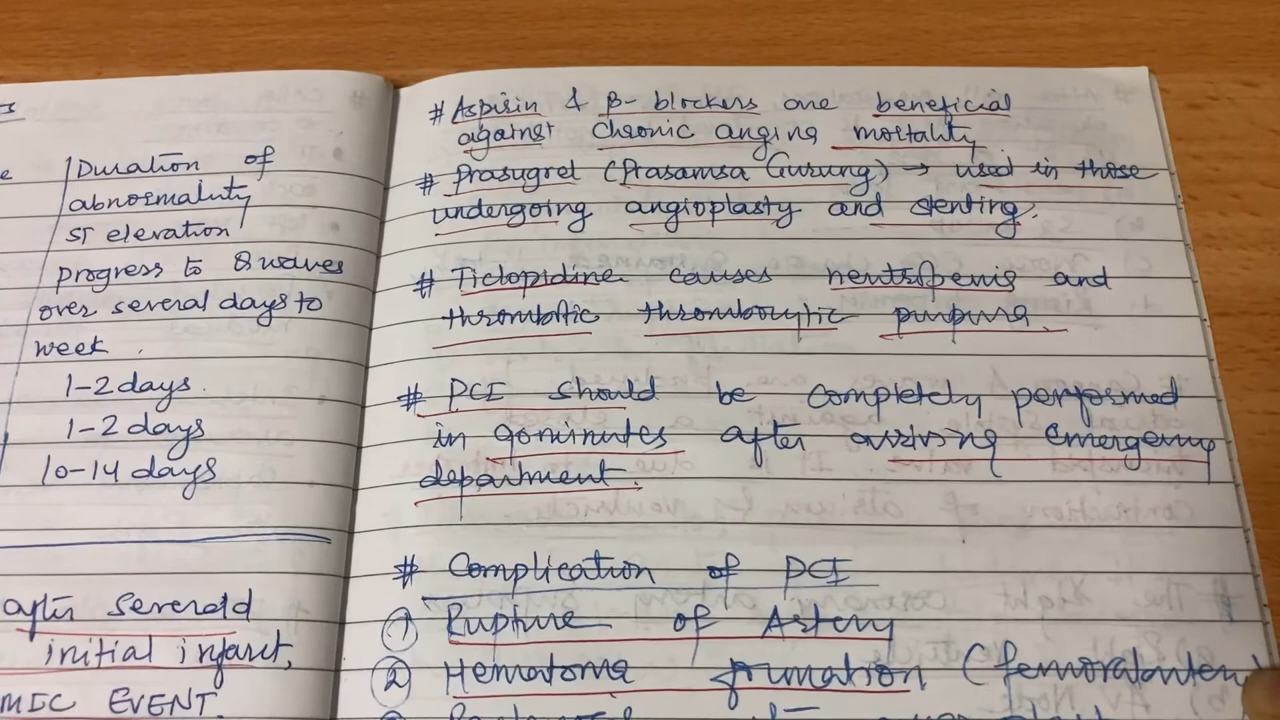 Duration of
abnormality
ST elevation
progress to Q waves
over several days to
week.
1-2 days.
1-2 days
10-14 days
after several d
initial infarct,
MIC EVENT.
# Aspirin & β-blockers are beneficial
against chronic angina mortality
# Prasugrel (Prasamsa Gurung) → used in those
undergoing angioplasty and stenting.
# Ticlopidine causes neutropenia and
thrombotic thrombocytic purpura.
# PCI should be completely performed
in 90 minutes after arriving emergency
department.
# Complication of PCI
① Rupture of Artery
② Hematoma formation (femoral artery